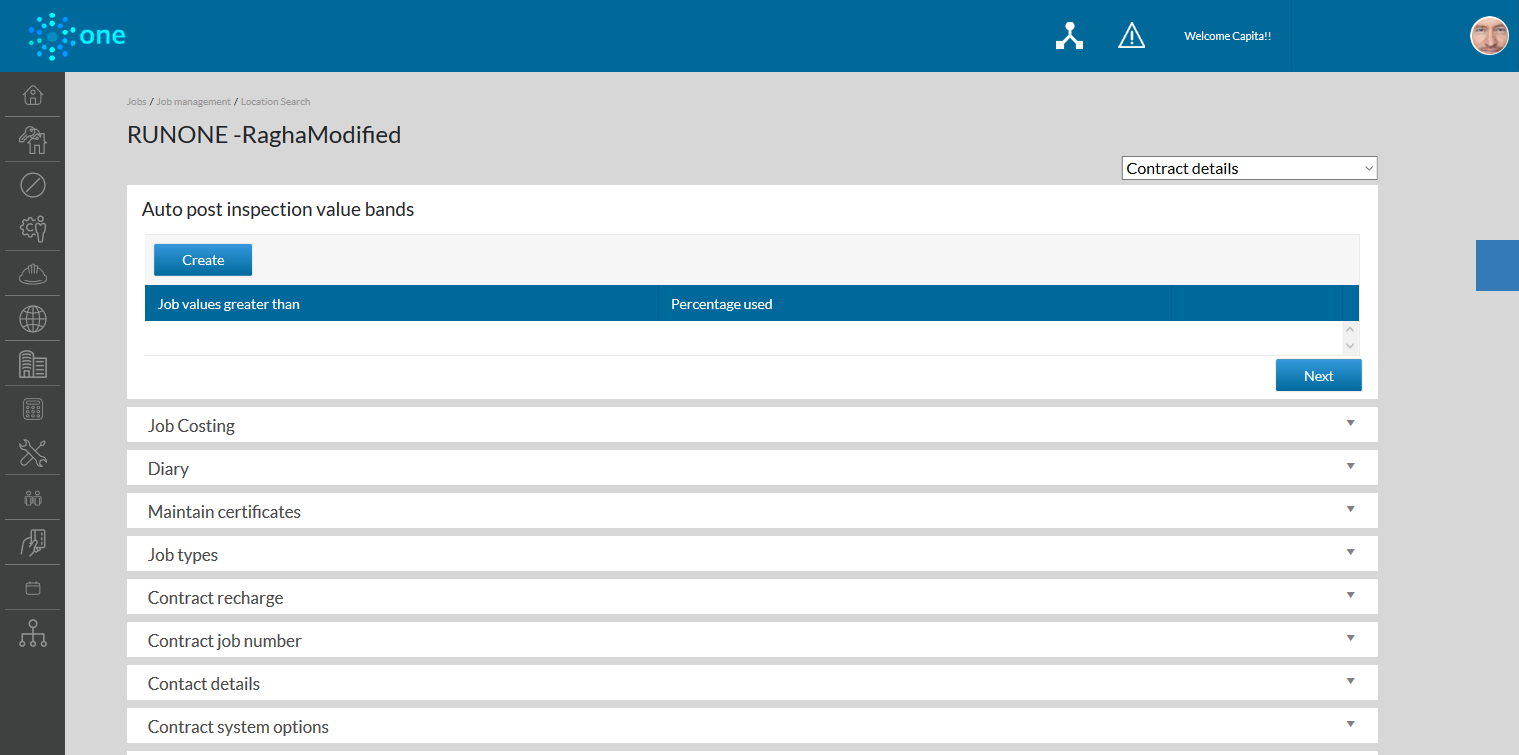 one
Welcome Capita!!
Jobs / Job management / Location Search
RUNONE -RaghaModified
Contract details
Auto post inspection value bands
Create
Job values greater than Percentage used
Next
Job Costing
Diary
Maintain certificates
Job types
Contract recharge
Contract job number
Contact details
Contract system options